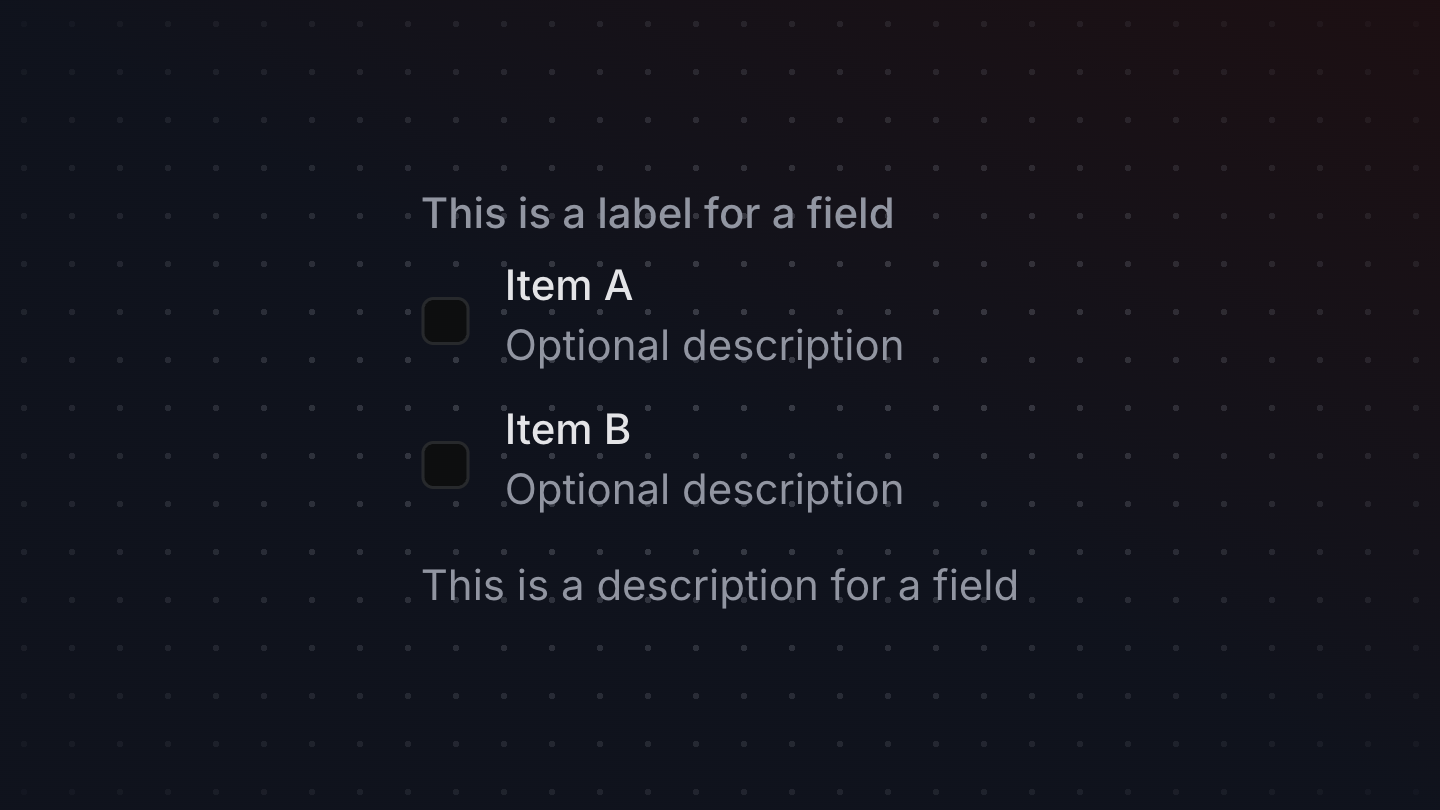 This is a label for a field
Item A
Optional description
Item B
Optional description
This is a description for a field